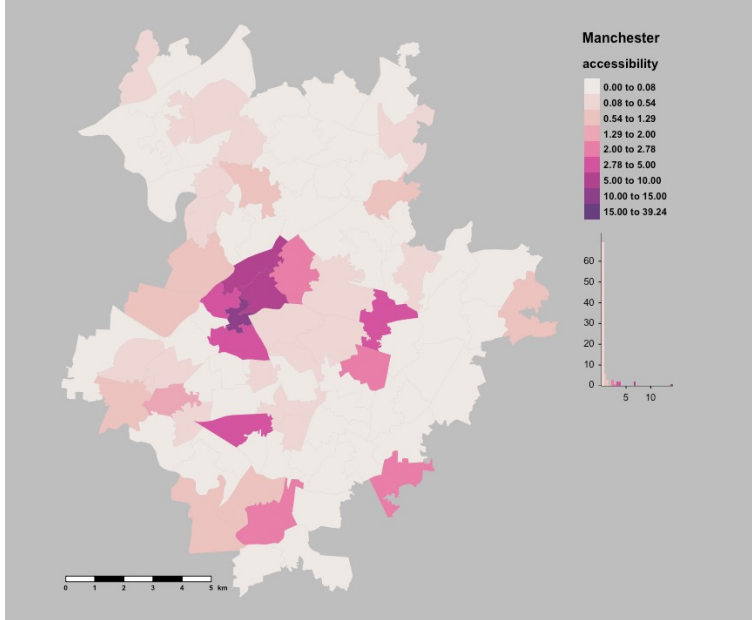 Manchester
accessibility
0.00 to 0.08
0.08 to 0.54
0.54 to 1.29
1.29 to 2.00
2.00 to 2.78
2.78 to 5.00
5.00 to 10.00
10.00 to 15.00
15.00 to 39.24
60
50
40
30
20
10
0
5 10
0 1 2 3 4 5 km